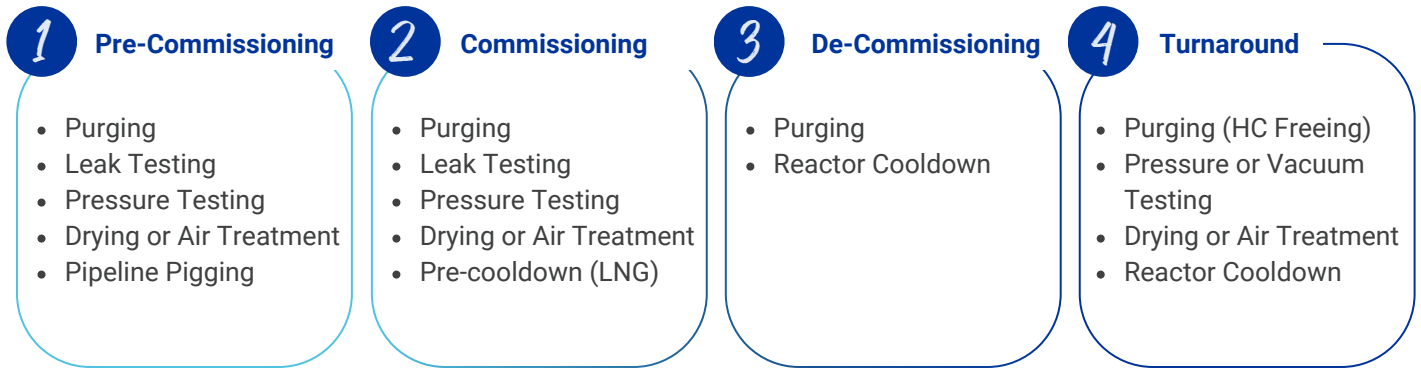 1 Pre-Commissioning
• Purging
• Leak Testing
• Pressure Testing
• Drying or Air Treatment
• Pipeline Pigging
2 Commissioning
• Purging
• Leak Testing
• Pressure Testing
• Drying or Air Treatment
• Pre-cooldown (LNG)
3 De-Commissioning
• Purging
• Reactor Cooldown
4 Turnaround
• Purging (HC Freeing)
• Pressure or Vacuum
Testing
• Drying or Air Treatment
• Reactor Cooldown